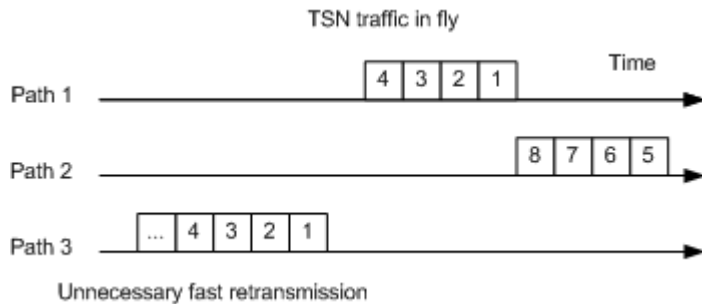 TSN traffic in fly
Time
Path 1
4 3 2 1
Path 2
8 7 6 5
Path 3
... 4 3 2 1
Unnecessary fast retransmission